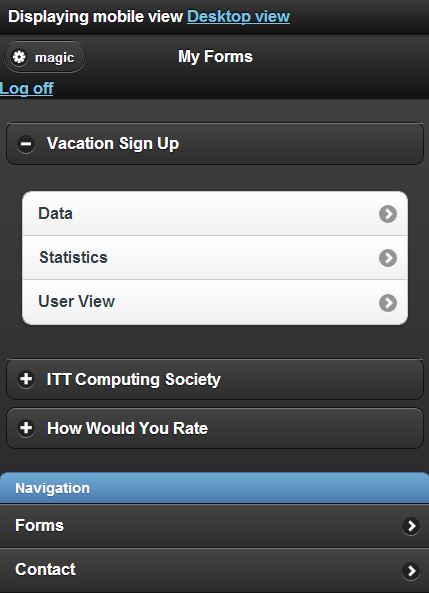 Displaying mobile view Desktop view
magic My Forms
Log off
Vacation Sign Up
Data
Statistics
User View
ITT Computing Society
How Would You Rate
Navigation
Forms
Contact